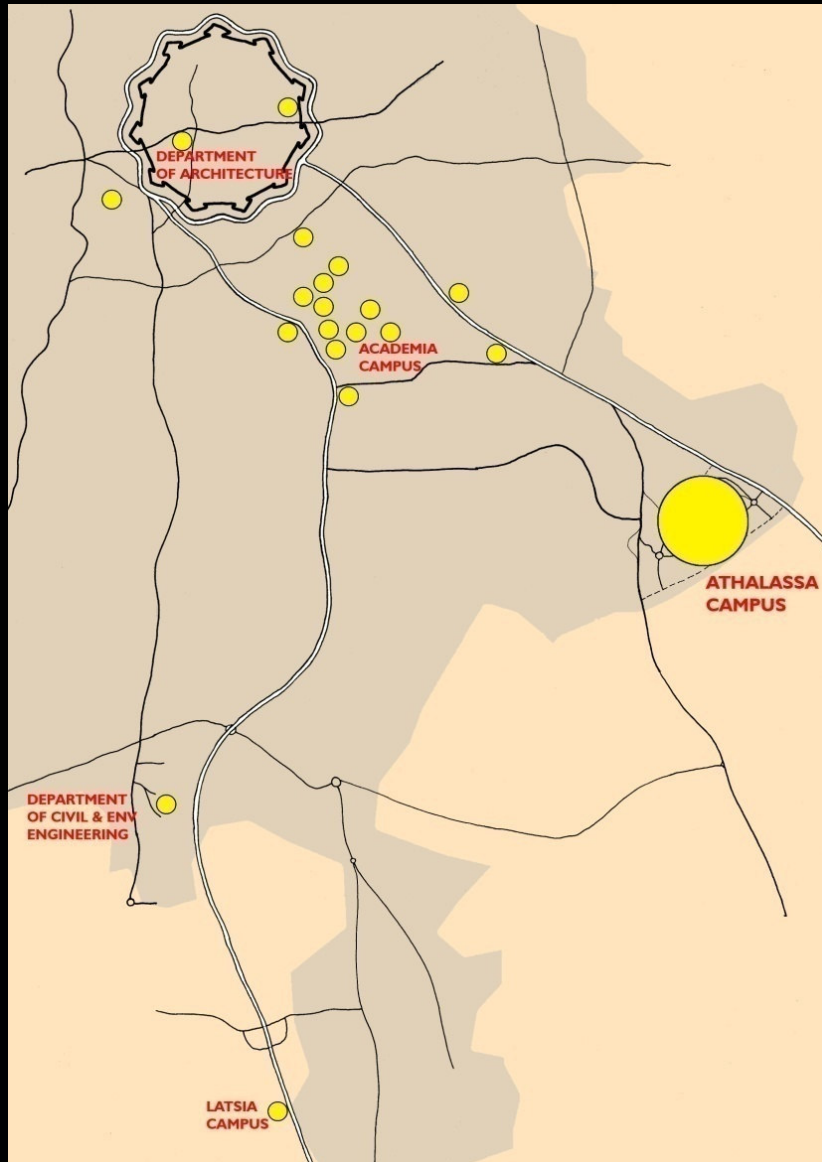 DEPARTMENT
OF ARCHITECTURE
ACADEMIA
CAMPUS
ATHALASSA
CAMPUS
DEPARTMENT
OF CIVIL & ENV
ENGINEERING
LATSIA
CAMPUS